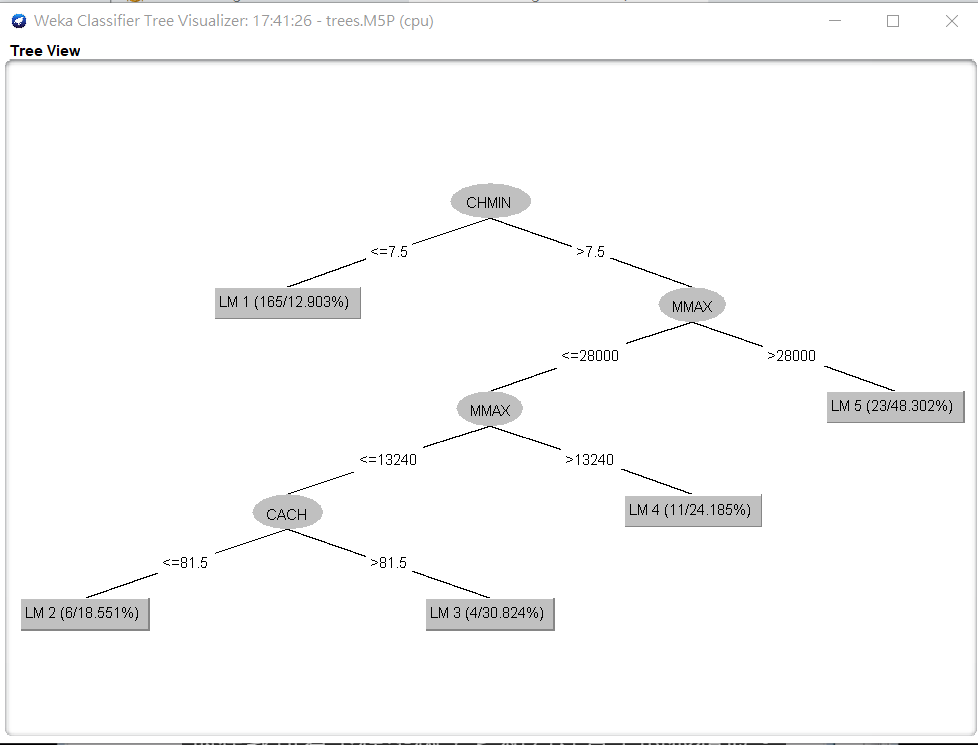 Weka Classifier Tree Visualizer: 17:41:26 - trees.M5P (cpu)
Tree View
CHMIN
<=7.5
>7.5
LM 1 (165/12.903%)
MMAX
<=28000
>28000
MMAX
LM 5 (23/48.302%)
<=13240
>13240
CACH
LM 4 (11/24.185%)
<=81.5
>81.5
LM 2 (6/18.551%)
LM 3 (4/30.824%)